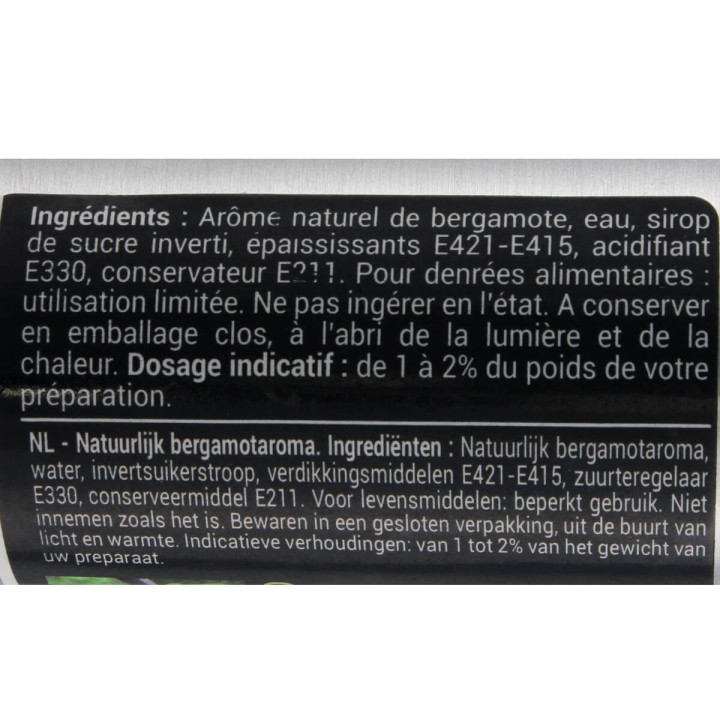 Ingrédients : Arôme naturel de bergamote, eau, sirop
de sucre inverti, épaississants E421-E415, acidifiant
E330, conservateur E211. Pour denrées alimentaires :
utilisation limitée. Ne pas ingérer en l'état. A conserver
en emballage clos, à l'abri de la lumière et de la
chaleur. Dosage indicatif : de 1 à 2% du poids de votre
préparation.
NL - Natuurlijk bergamotaroma. Ingrediënten : Natuurlijk bergamotaroma,
water, invertsuikerstroop, verdikkingsmiddelen E421-E415, zuurteregelaar
E330, conserveermiddel E211. Voor levensmiddelen: beperkt gebruik. Niet
innemen zoals het is. Bewaren in een gesloten verpakking, uit de buurt van
licht en warmte. Indicatieve verhoudingen: van 1 tot 2% van het gewicht van
uw preparaat.